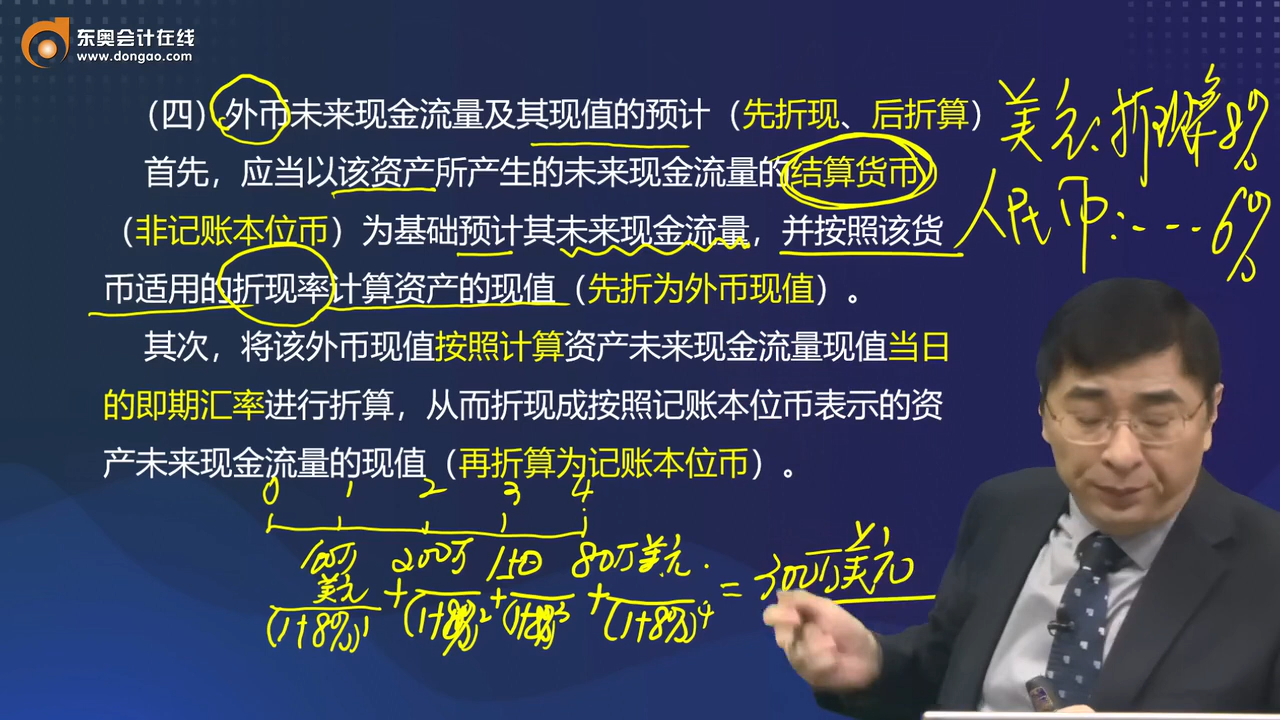 东奥会计在线
www.dongao.com
（四）外币未来现金流量及其现值的预计（先折现、后折算）
首先，应当以该资产所产生的未来现金流量的结算货币
（非记账本位币）为基础预计其未来现金流量，并按照该货
币适用的折现率计算资产的现值（先折为外币现值）。
其次，将该外币现值按照计算资产未来现金流量现值当日
的即期汇率进行折算，从而折现成按照记账本位币表示的资
产未来现金流量的现值（再折算为记账本位币）。
美元：折现率8%
人民币：---6%
0 1 2 3 4
100万 200万 150 80万美元.
美元 + + + = 300万美元
(1+8%)¹ (1+8%)² (1+8%)³ (1+8%)⁴